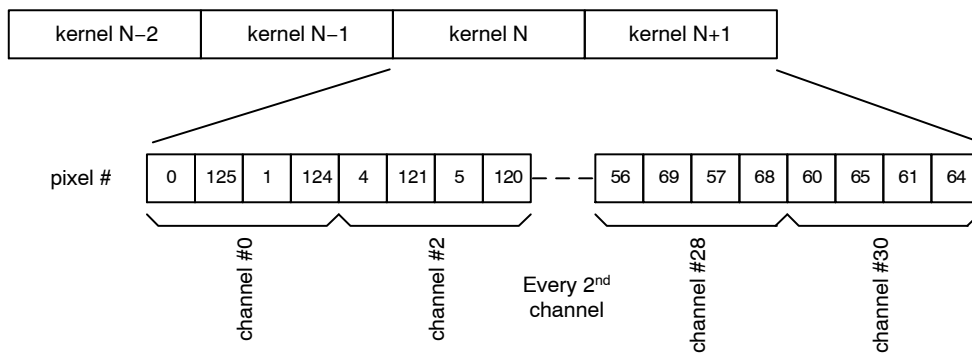 kernel N−2 kernel N−1 kernel N kernel N+1
pixel # 0 125 1 124 4 121 5 120 56 69 57 68 60 65 61 64
channel #0
channel #2
Every 2nd
channel
channel #28
channel #30